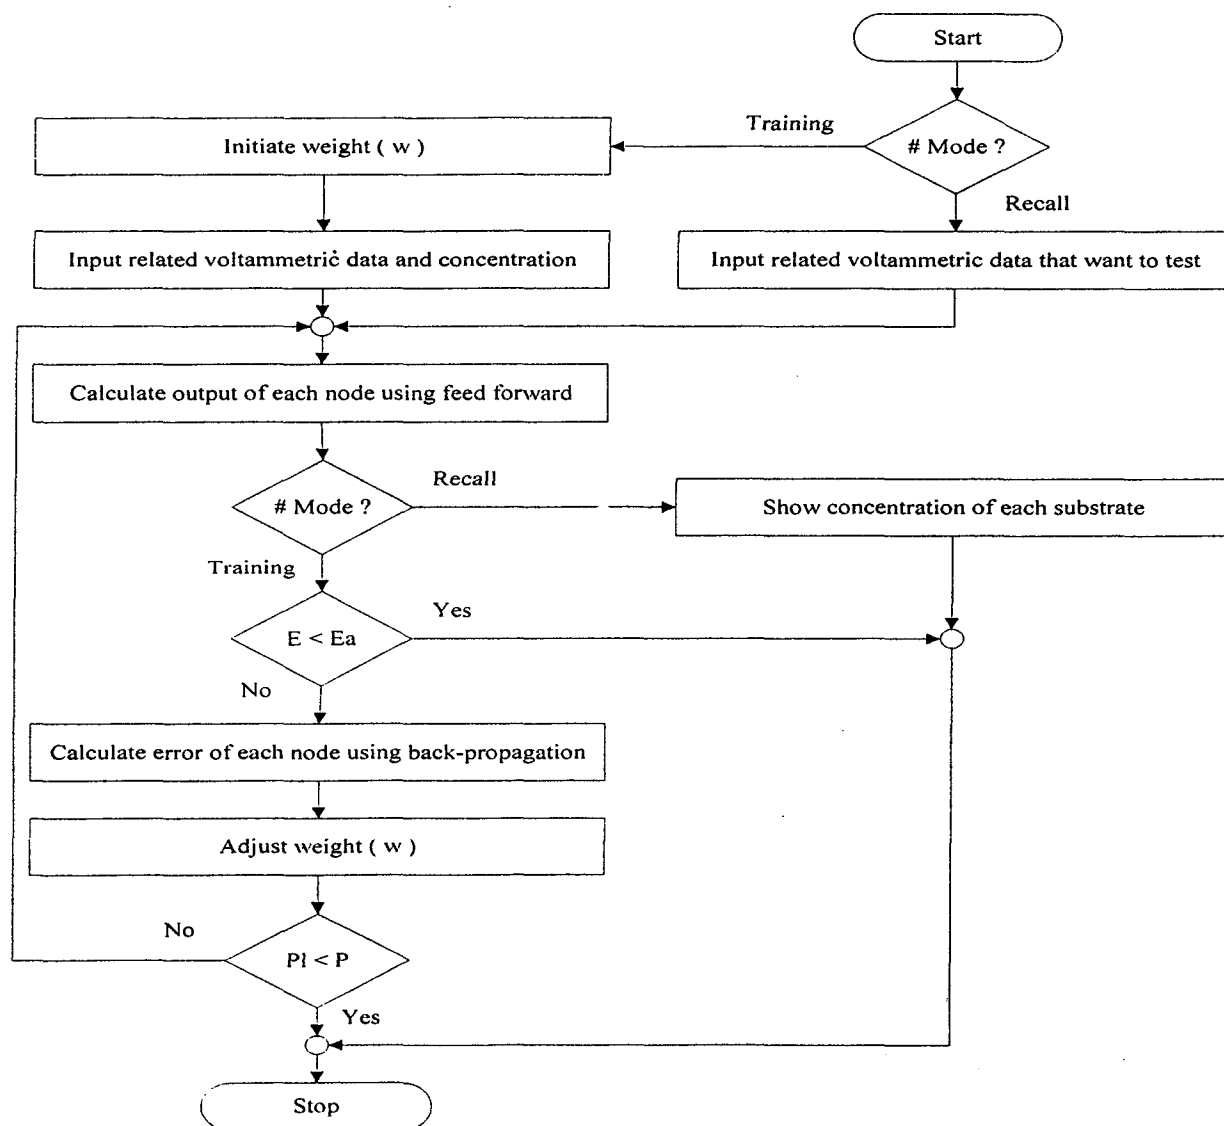 Start
# Mode ?
Training
Initiate weight ( w )
Recall
Input related voltammetric data and concentration
Input related voltammetric data that want to test
Calculate output of each node using feed forward
# Mode ?
Recall
Show concentration of each substrate
Training
E < Ea
Yes
No
Calculate error of each node using back-propagation
Adjust weight ( w )
Pl < P
No
Yes
Stop